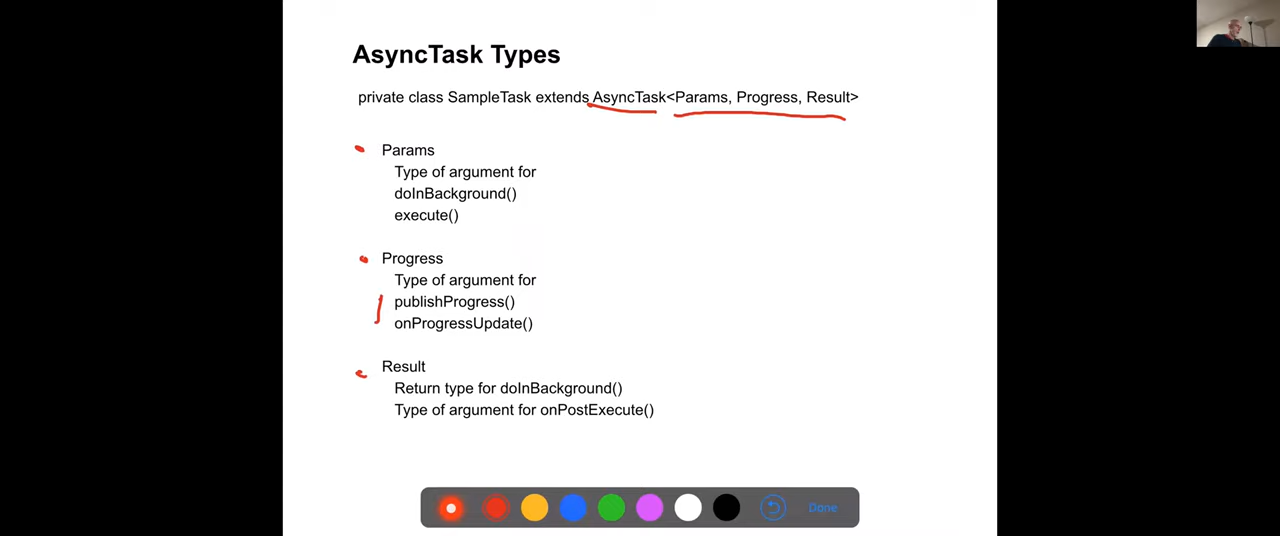 AsyncTask Types
private class SampleTask extends AsyncTask<Params, Progress, Result>
Params
Type of argument for
doInBackground()
execute()
Progress
Type of argument for
publishProgress()
onProgressUpdate()
Result
Return type for doInBackground()
Type of argument for onPostExecute()
Done